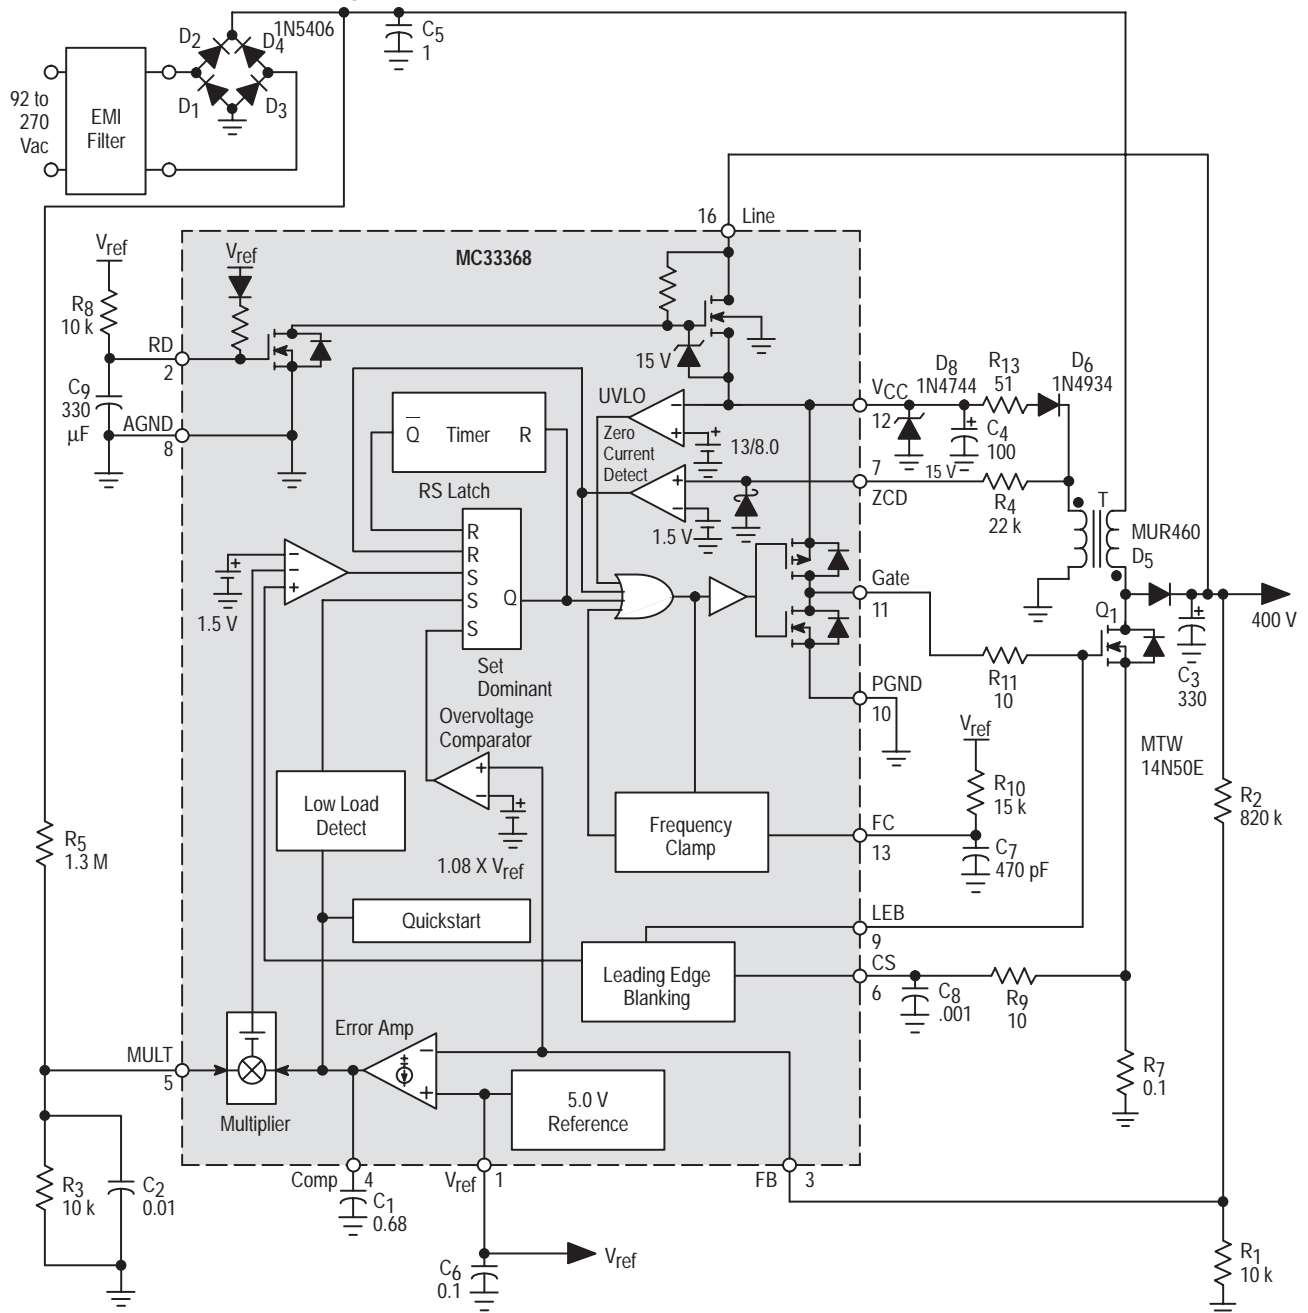 1N5406
D2
D4
D1
D3
C5
1
92 to
270
Vac
EMI
Filter
16
Line
MC33368
Vref
R8
10 k
Vref
RD
2
C9
330
µF
AGND
8
15 V
UVLO
13/8.0
Zero
Current
Detect
1.5 V
Q
Timer
R
RS Latch
R
R
S
S
S
Q
Set
Dominant
1.5 V
VCC
12
D8
1N4744
R13
51
D6
1N4934
C4
100
15 V
7
ZCD
R4
22 k
T
MUR460
D5
Gate
11
Q1
400 V
R11
10
C3
330
PGND
10
MTW
14N50E
Overvoltage
Comparator
1.08 X Vref
Low Load
Detect
Frequency
Clamp
Vref
R10
15 k
FC
13
C7
470 pF
R2
820 k
R5
1.3 M
Quickstart
LEB
9
Leading Edge
Blanking
CS
6
C8
.001
R9
10
Error Amp
MULT
5
Multiplier
5.0 V
Reference
R7
0.1
Comp
4
Vref
1
FB
3
R3
10 k
C2
0.01
C1
0.68
C6
0.1
Vref
R1
10 k